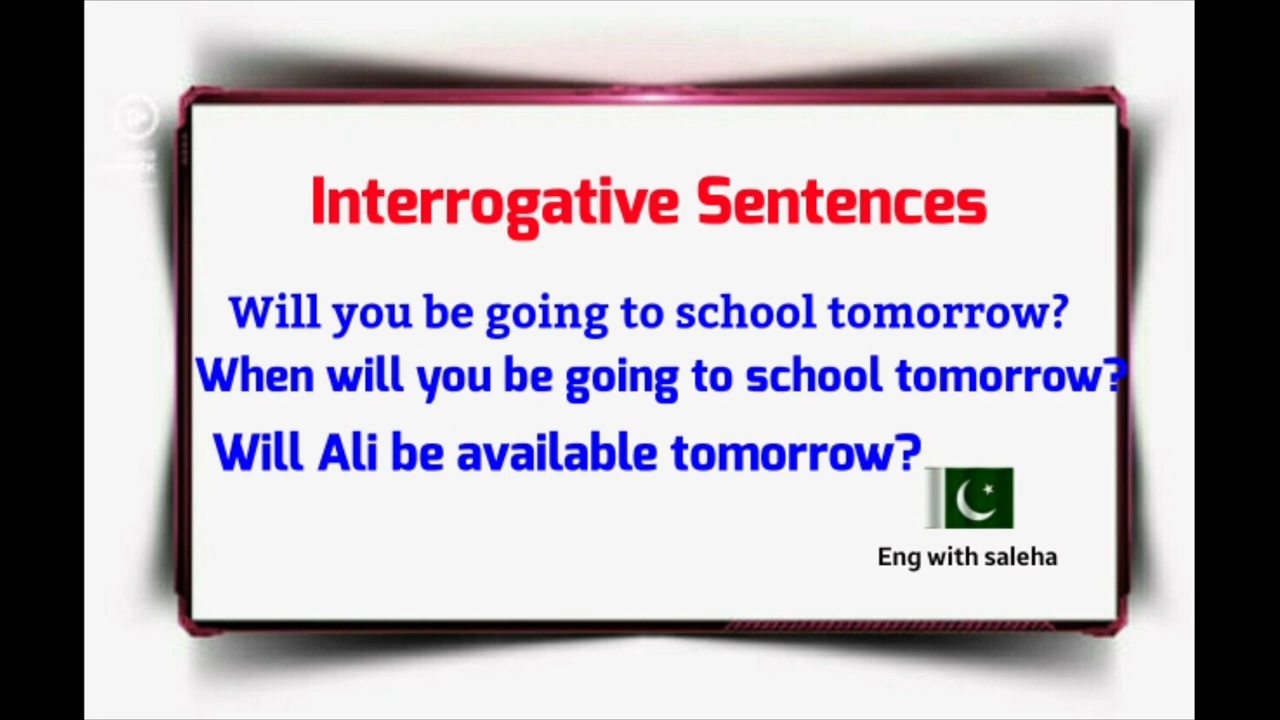 Interrogative Sentences
Will you be going to school tomorrow?
When will you be going to school tomorrow?
Will Ali be available tomorrow?
Eng with saleha